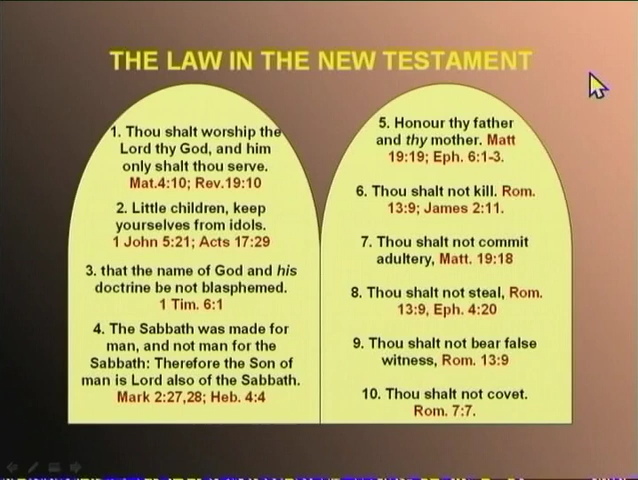 THE LAW IN THE NEW TESTAMENT
1. Thou shalt worship the
Lord thy God, and him
only shalt thou serve.
Mat.4:10; Rev.19:10
2. Little children, keep
yourselves from idols.
1 John 5:21; Acts 17:29
3. that the name of God and his
doctrine be not blasphemed.
1 Tim. 6:1
4. The Sabbath was made for
man, and not man for the
Sabbath: Therefore the Son of
man is Lord also of the Sabbath.
Mark 2:27,28; Heb. 4:4
5. Honour thy father
and thy mother. Matt
19:19; Eph. 6:1-3.
6. Thou shalt not kill. Rom.
13:9; James 2:11.
7. Thou shalt not commit
adultery, Matt. 19:18
8. Thou shalt not steal, Rom.
13:9, Eph. 4:20
9. Thou shalt not bear false
witness, Rom. 13:9
10. Thou shalt not covet.
Rom. 7:7.